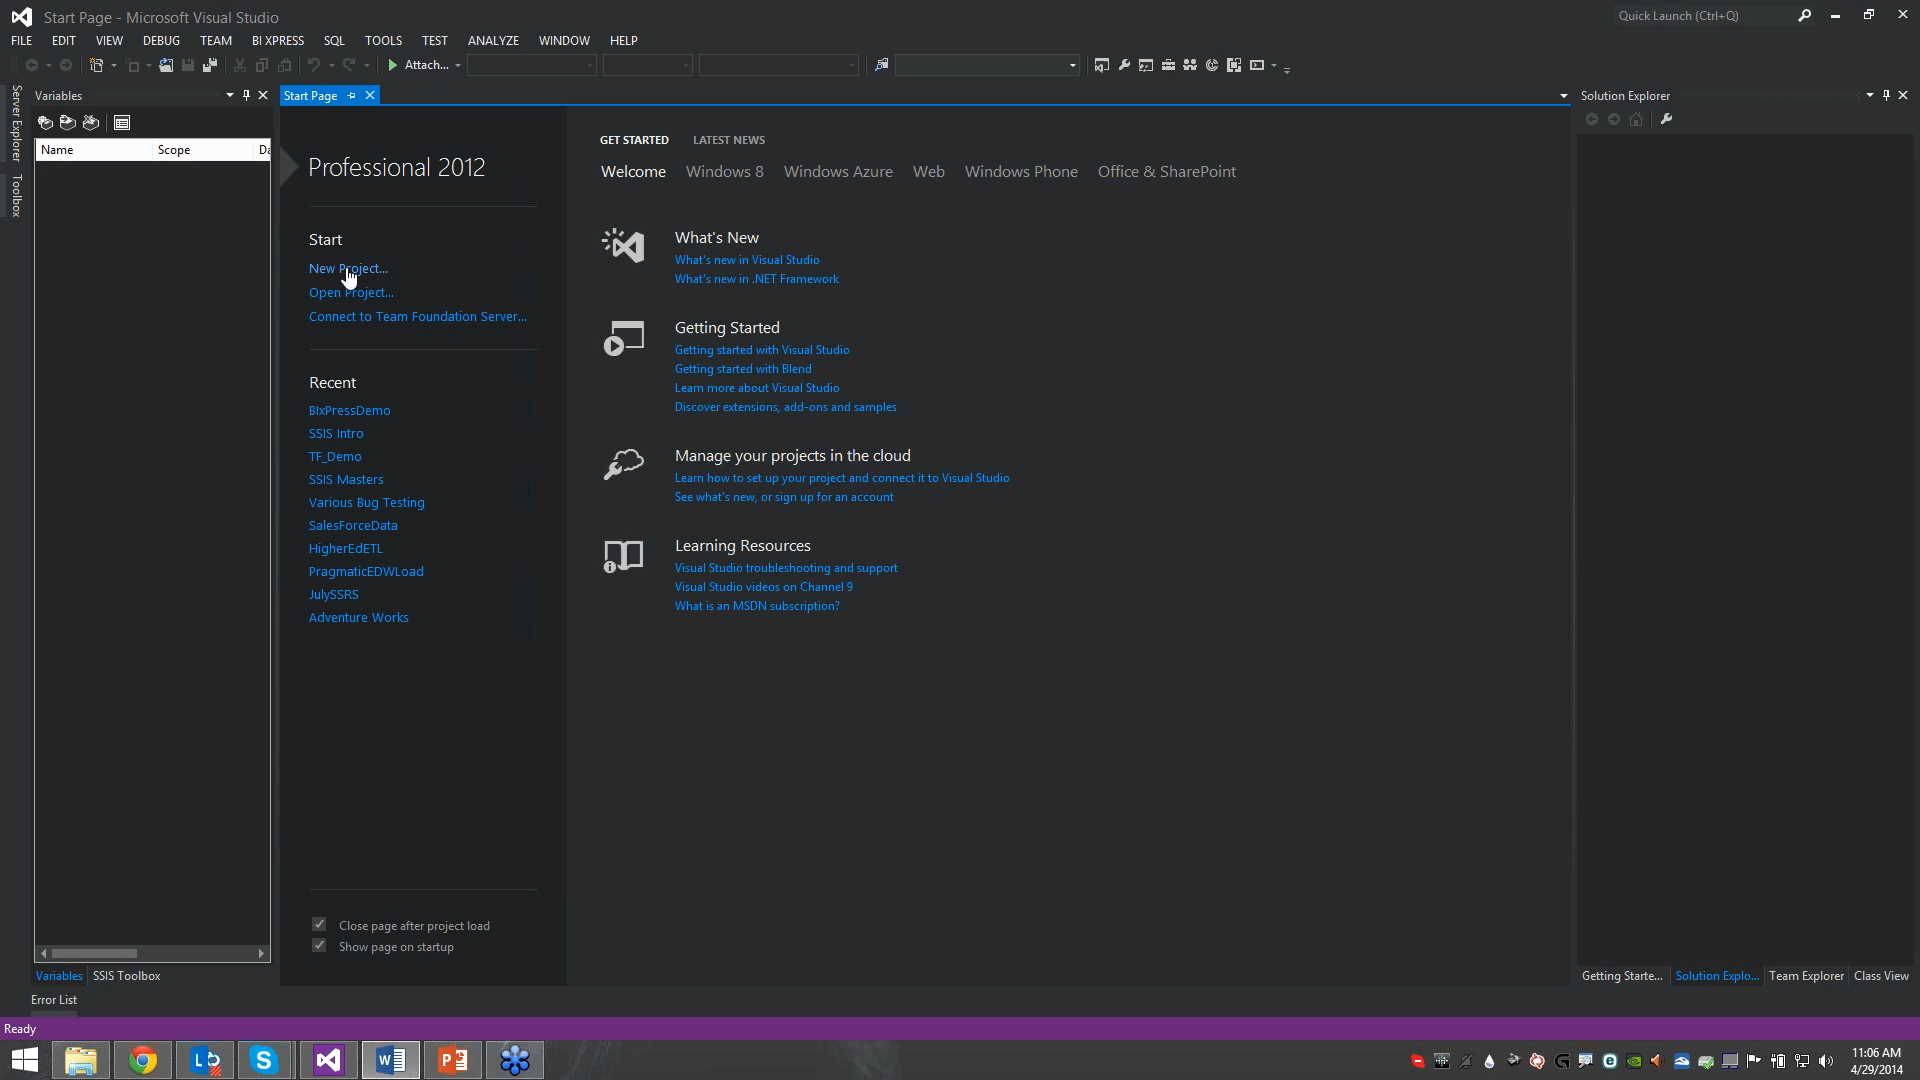 Start Page - Microsoft Visual Studio
Quick Launch (Ctrl+Q)
FILE EDIT VIEW DEBUG TEAM BI XPRESS SQL TOOLS TEST ANALYZE WINDOW HELP
Attach...
Server Explorer
Toolbox
Variables
Name Scope Da
Start Page
Professional 2012
Start
New Project...
Open Project...
Connect to Team Foundation Server...
Recent
BIxPressDemo
SSIS Intro
TF_Demo
SSIS Masters
Various Bug Testing
SalesForceData
HigherEdETL
PragmaticEDWLoad
JulySSRS
Adventure Works
Close page after project load
Show page on startup
GET STARTED LATEST NEWS
Welcome Windows 8 Windows Azure Web Windows Phone Office & SharePoint
What's New
What's new in Visual Studio
What's new in .NET Framework
Getting Started
Getting started with Visual Studio
Getting started with Blend
Learn more about Visual Studio
Discover extensions, add-ons and samples
Manage your projects in the cloud
Learn how to set up your project and connect it to Visual Studio
See what's new, or sign up for an account
Learning Resources
Visual Studio troubleshooting and support
Visual Studio videos on Channel 9
What is an MSDN subscription?
Solution Explorer
Variables SSIS Toolbox
Getting Starte... Solution Explo... Team Explorer Class View
Error List
Ready
11:06 AM
4/29/2014